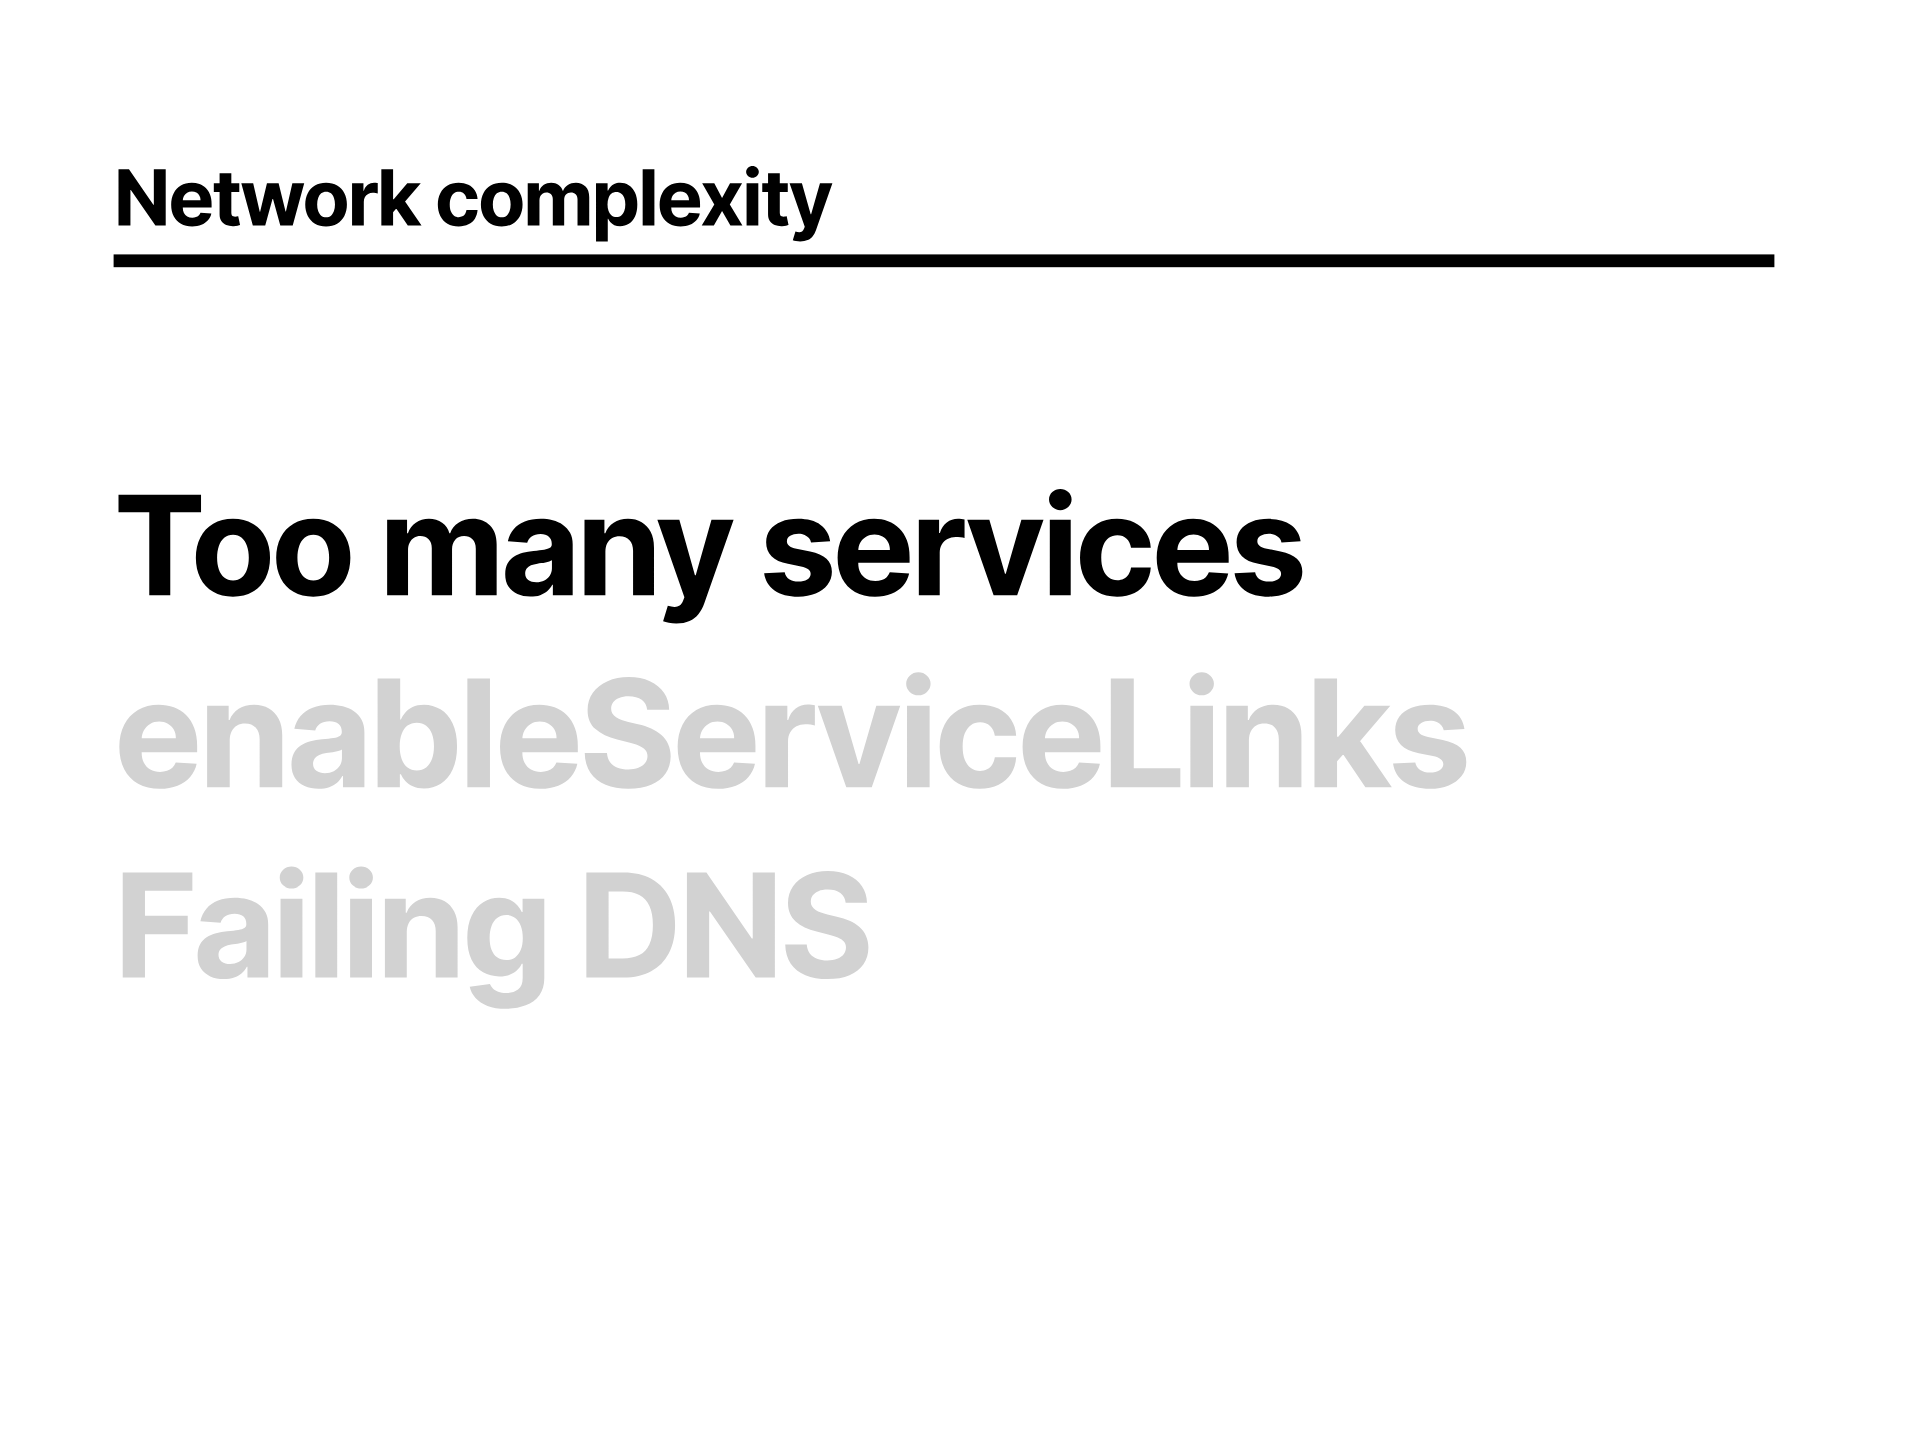 Network complexity
Too many services
enableServiceLinks
Failing DNS